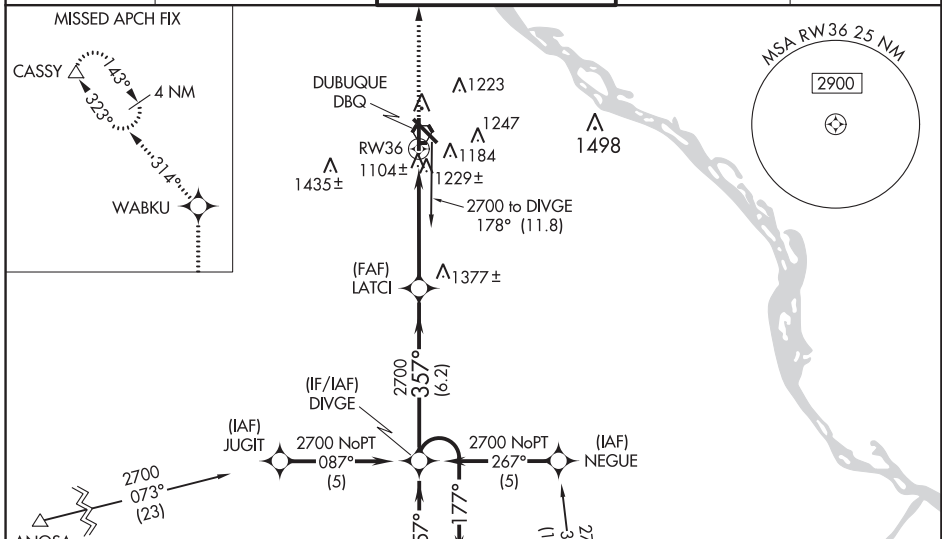 MISSED APCH FIX
CASSY
143°
4 NM
323°
314°
WABKU
DUBUQUE
DBQ
1223
1247
RW36
1184
1104±
1229±
1435±
1498
2700 to DIVGE
178° (11.8)
MSA RW36 25 NM
2900
(FAF)
LATCI
1377±
2700
357°
(6.2)
(IF/IAF)
DIVGE
(IAF)
JUGIT
2700 NoPT
087°
(5)
2700 NoPT
267°
(5)
(IAF)
NEGUE
2700
073°
(23)
177°